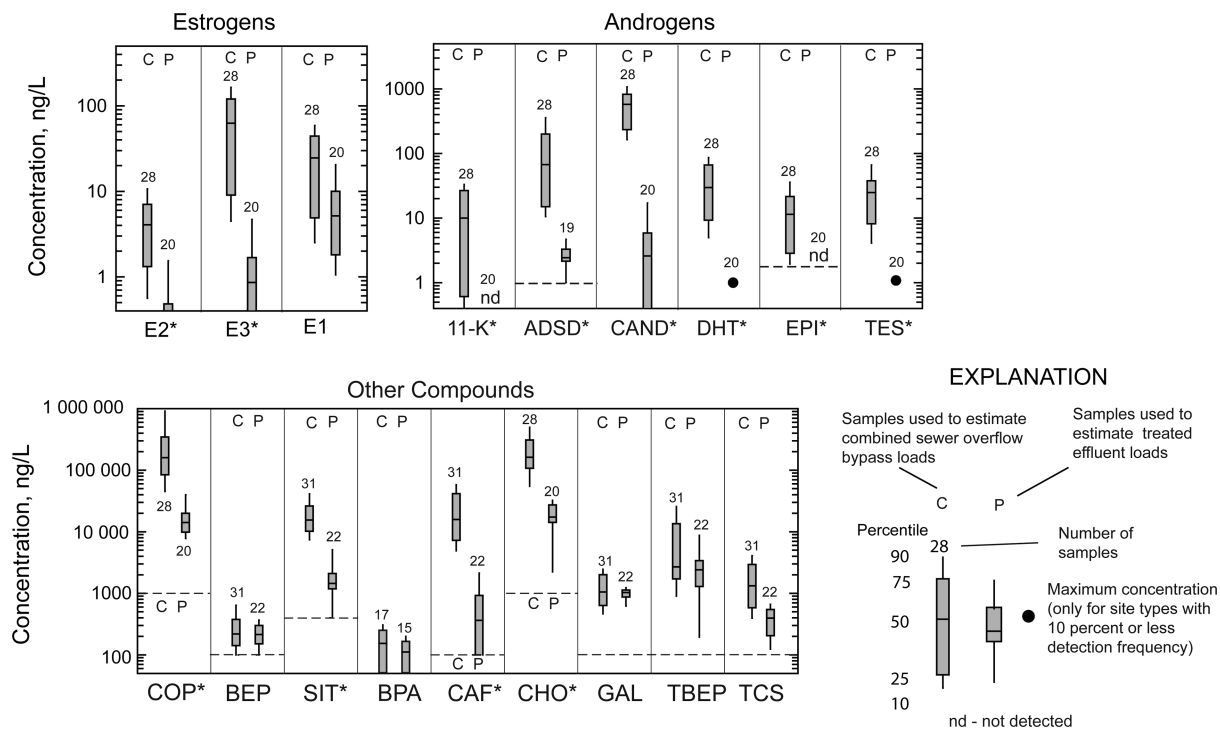 Estrogens
Androgens
Concentration, ng/L
100
10
1
C P
C P
C P
28
20
28
20
28
20
E2*
E3*
E1
1000
100
10
1
C P
C P
C P
C P
C P
C P
28
20
nd
28
19
28
20
28
20
28
20
nd
28
20
11-K*
ADSD*
CAND*
DHT*
EPI*
TES*
Other Compounds
Concentration, ng/L
1 000 000
100 000
10 000
1000
100
28
20
C P
C P
31
22
C P
31
22
C P
17
15
31
22
C P
28
20
C P
C P
31
22
C P
31
22
C P
31
22
COP*
BEP
SIT*
BPA
CAF*
CHO*
GAL
TBEP
TCS
EXPLANATION
Samples used to estimate
combined sewer overflow
bypass loads
Samples used to
estimate treated
effluent loads
C
P
Percentile
90
75
50
25
10
28
Number of
samples
Maximum concentration
(only for site types with
10 percent or less
detection frequency)
nd - not detected